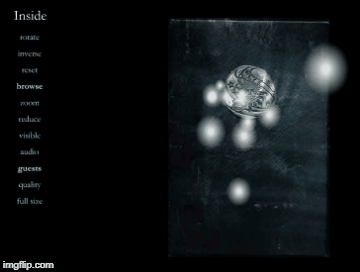 Inside
rotate
inverse
reset
browse
zoom
reduce
visible
audio
guests
quality
full size
imgflip.com